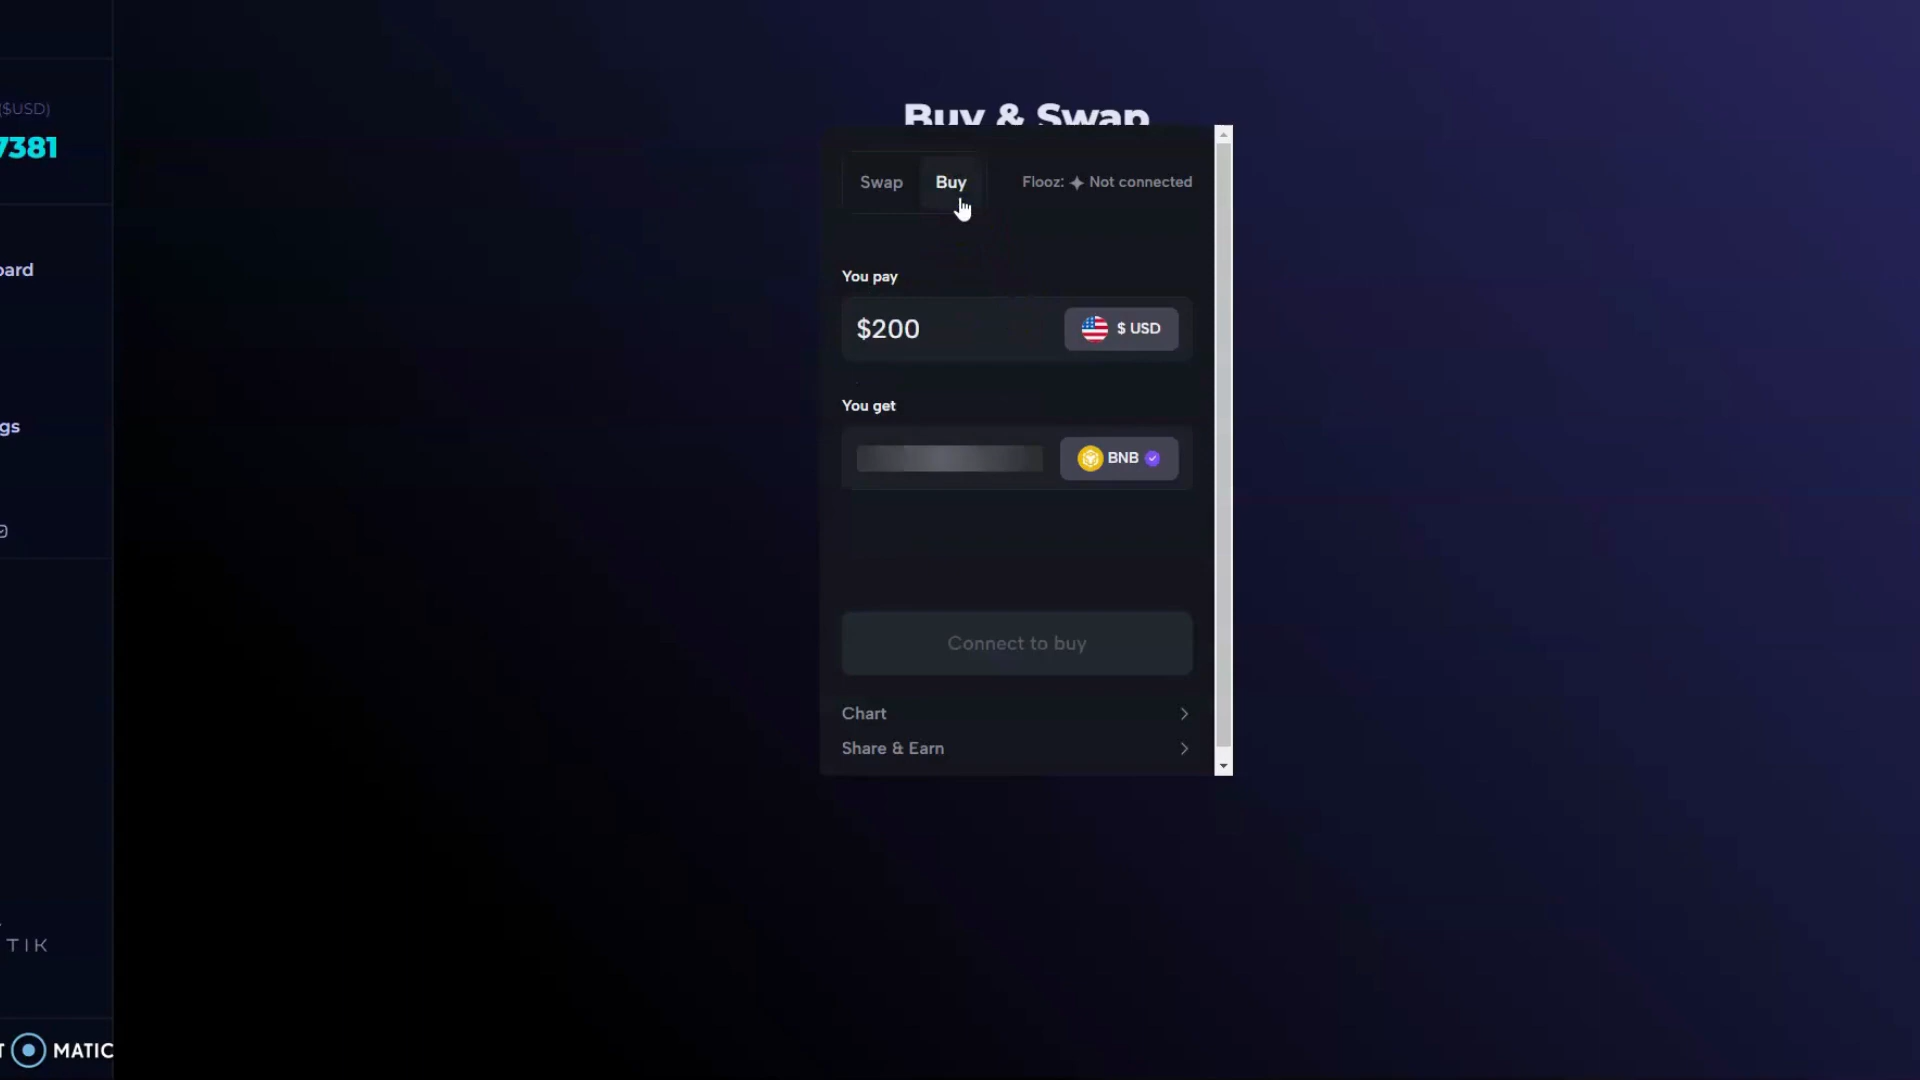 ($USD)
7381
Buy & Swap
Swap
Buy
Flooz: Not connected
oard
You pay
$200
$ USD
You get
gs
BNB
Connect to buy
Chart
Share & Earn
TIK
T MATIC